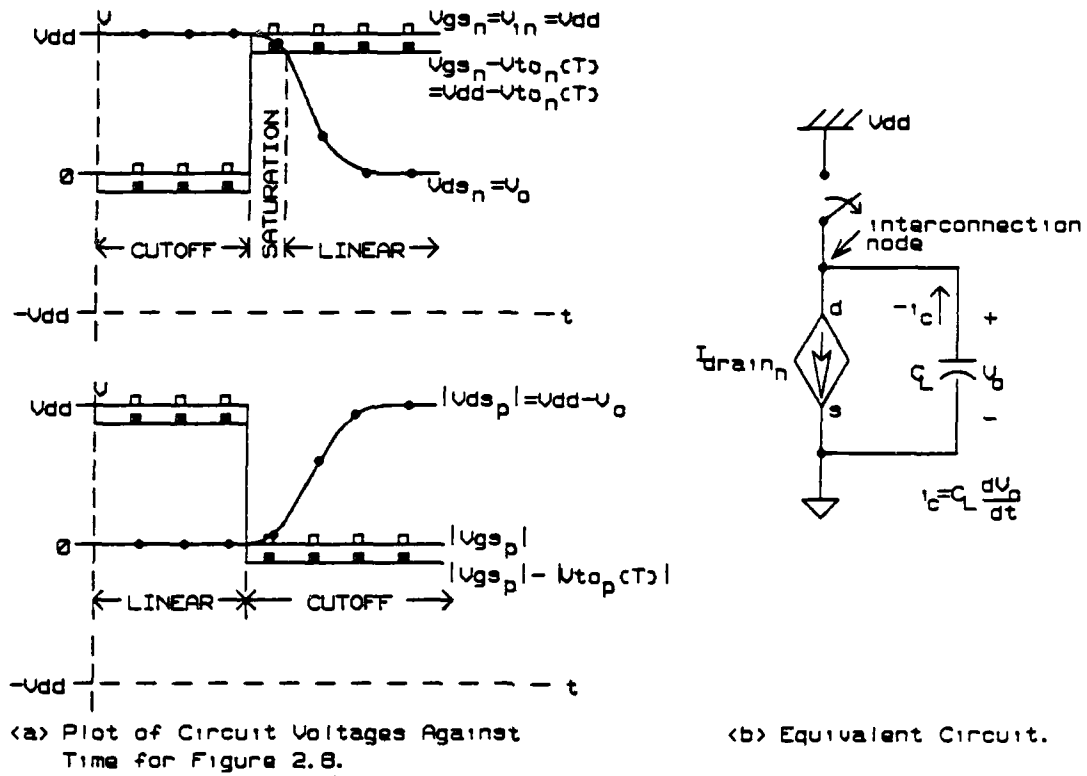 V
Vdd
Vgsn=Vin=Vdd
Vgsn-Vton(T)
=Vdd-Vton(T)
SATURATION
0
Vdsn=Vo
CUTOFF
LINEAR
-Vdd
t
V
Vdd
|Vdsp|=Vdd-Vo
0
|Vgsp|
|Vgsp|-|Vtop(T)|
LINEAR
CUTOFF
-Vdd
t
<a> Plot of Circuit Voltages Against
Time for Figure 2.8.
Vdd
interconnection
node
d
-ic
+
Idrainn
CL
Vo
s
-
ic=CL dVo/dt
<b> Equivalent Circuit.